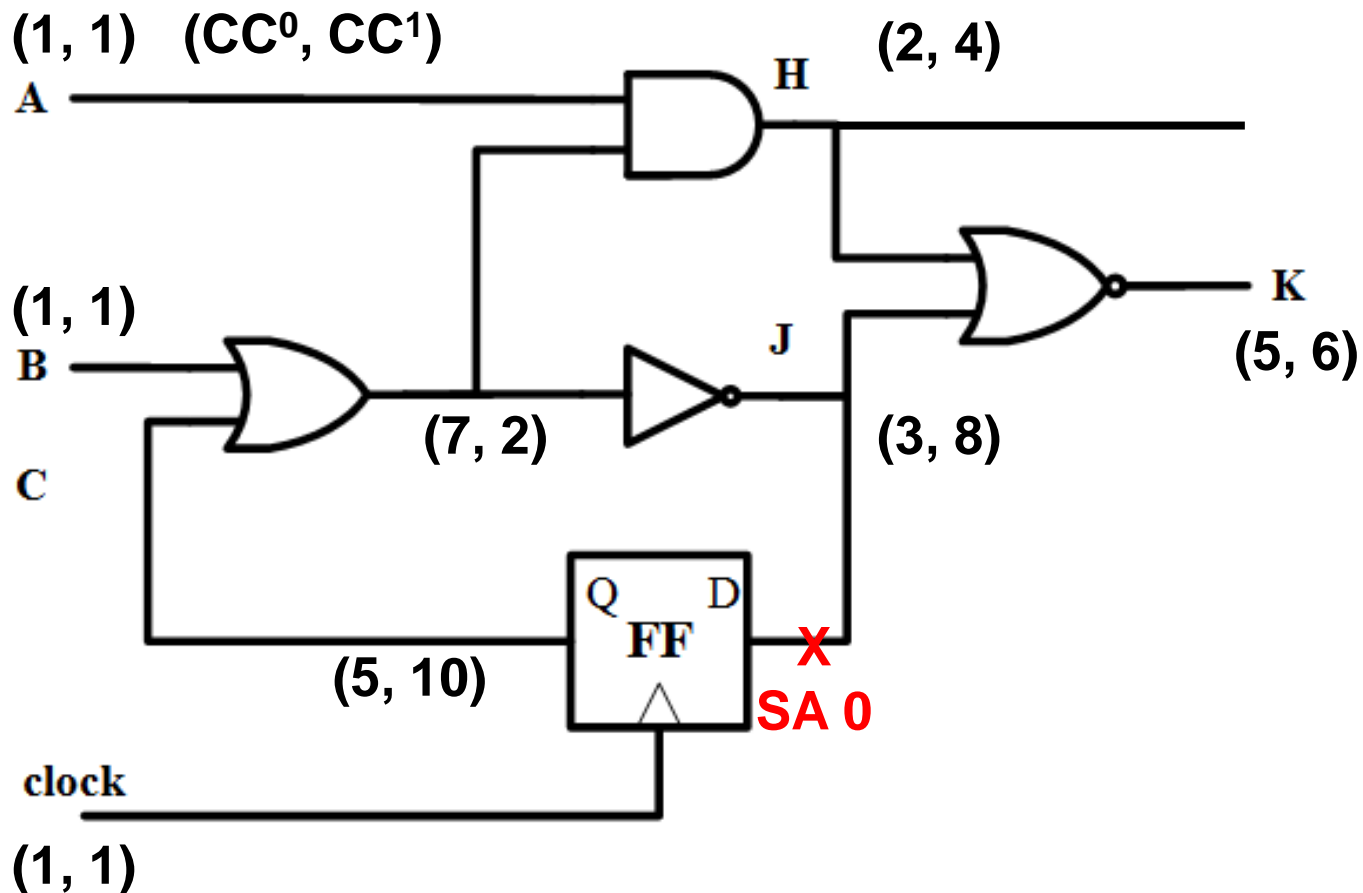 (1, 1) (CC⁰, CC¹) (2, 4)
A
H
(1, 1)
B
J
K
(5, 6)
(7, 2)
(3, 8)
C
Q D
FF
X
(5, 10)
SA 0
clock
(1, 1)